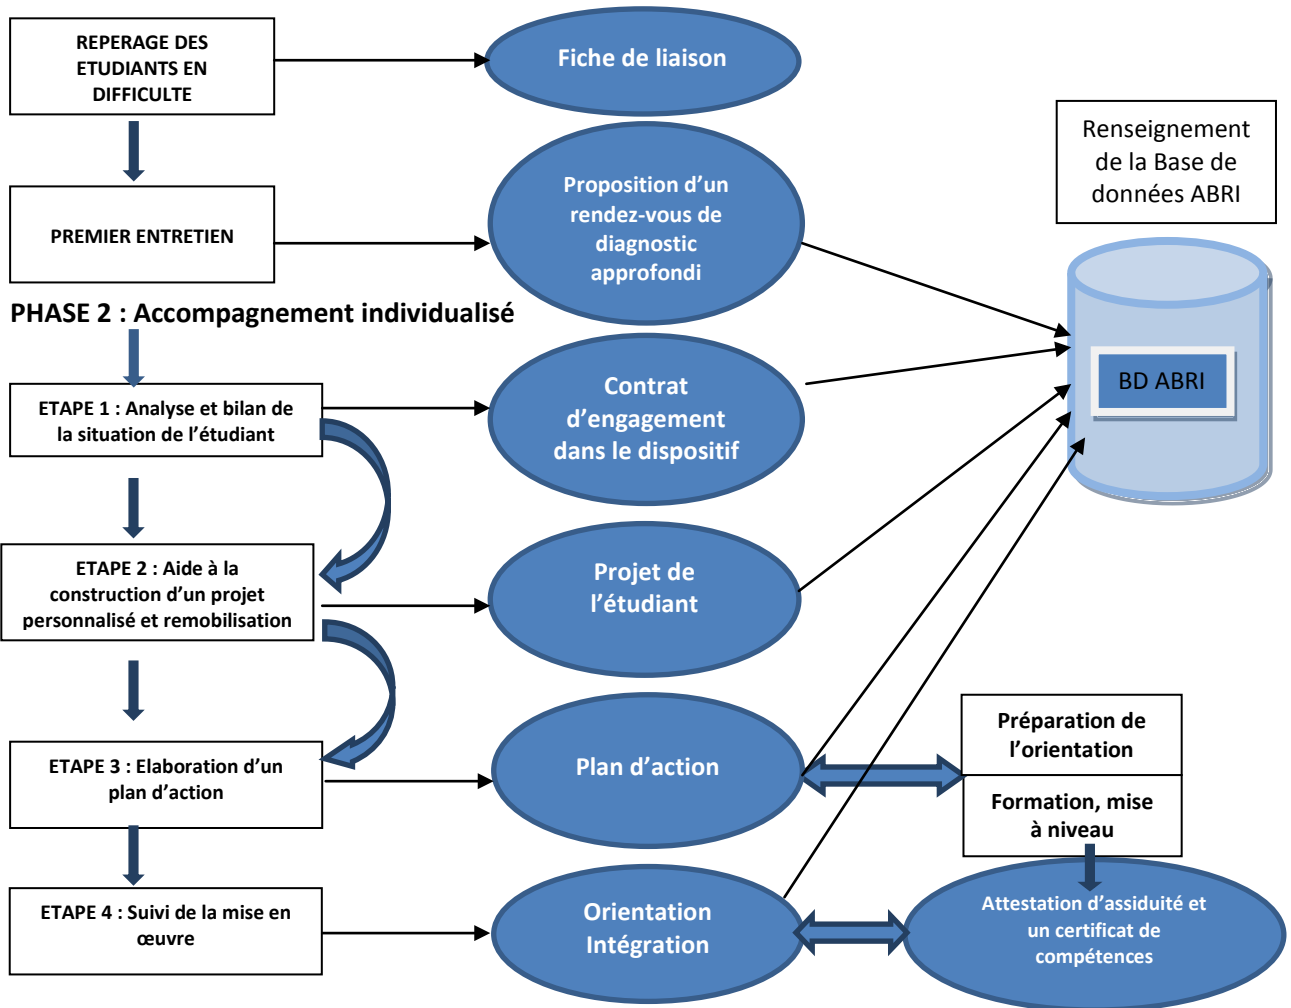 REPERAGE DES
ETUDIANTS EN
DIFFICULTE
Fiche de liaison
Renseignement
de la Base de
données ABRI
PREMIER ENTRETIEN
Proposition d’un
rendez-vous de
diagnostic
approfondi
PHASE 2 : Accompagnement individualisé
BD ABRI
ETAPE 1 : Analyse et bilan de
la situation de l’étudiant
Contrat
d’engagement
dans le dispositif
ETAPE 2 : Aide à la
construction d’un projet
personnalisé et remobilisation
Projet de
l’étudiant
ETAPE 3 : Elaboration d’un
plan d’action
Plan d’action
Préparation de
l’orientation
Formation, mise
à niveau
ETAPE 4 : Suivi de la mise en
œuvre
Orientation
Intégration
Attestation d’assiduité et
un certificat de
compétences